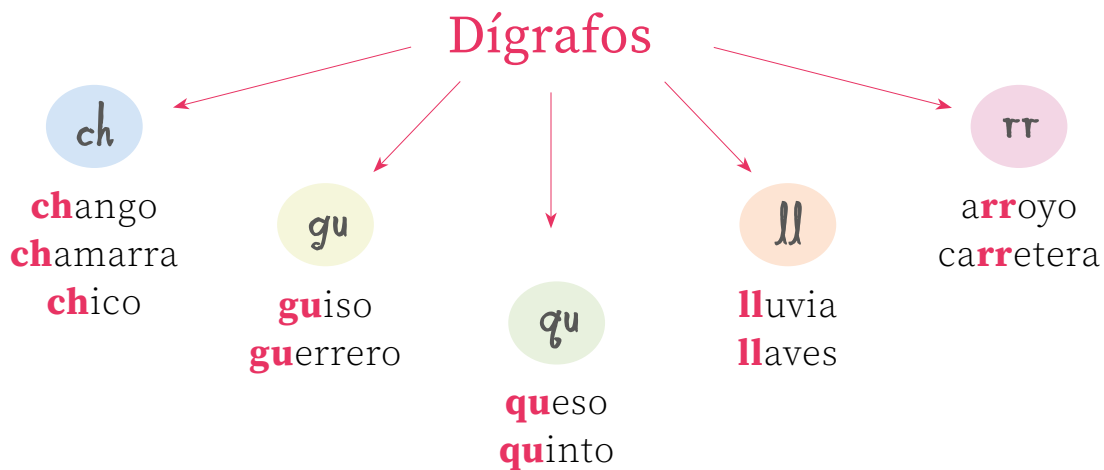 Dígrafos
ch
chango
chamarra
chico
gu
guiso
guerrero
qu
queso
quinto
ll
lluvia
llaves
rr
arroyo
carretera